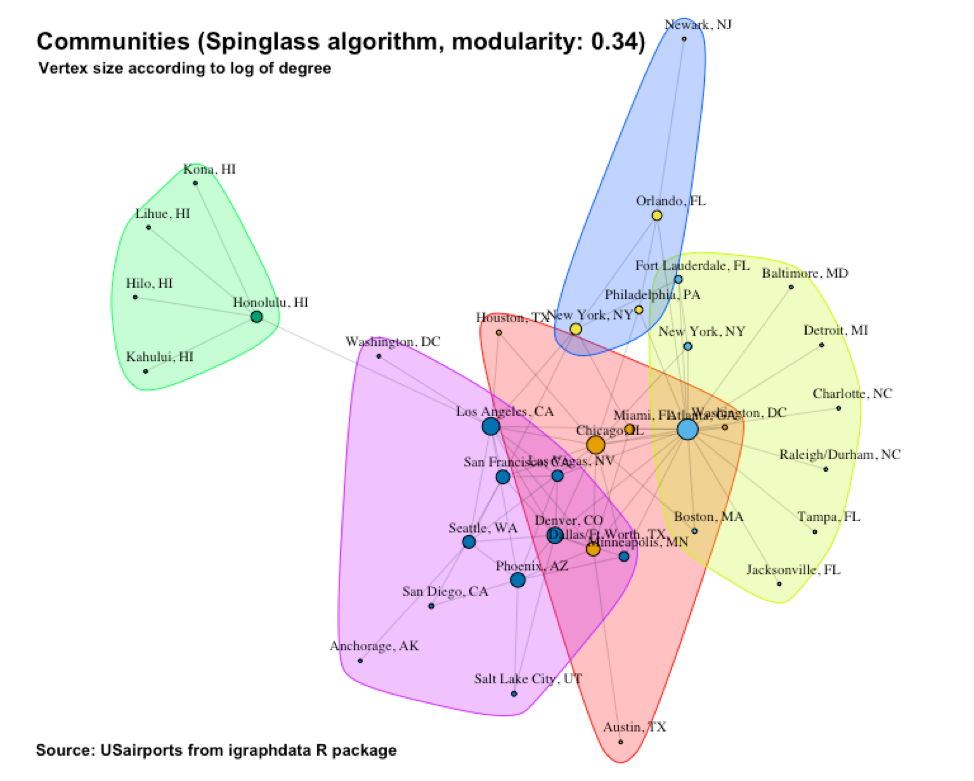 Newark, NJ
Communities (Spinglass algorithm, modularity: 0.34)
Vertex size according to log of degree
Kona, HI
Orlando, FL
Lihue, HI
Fort Lauderdale, FL
Baltimore, MD
Hilo, HI
Philadelphia, PA
Honolulu, HI
Houston, TX
New York, NY
New York, NY
Detroit, MI
Washington, DC
Kahului, HI
Charlotte, NC
Los Angeles, CA
Miami, FL
Atlanta, GA
Washington, DC
Chicago, IL
Raleigh/Durham, NC
San Francisco, CA
Las Vegas, NV
Seattle, WA
Denver, CO
Boston, MA
Tampa, FL
Dallas/Ft.Worth, TX
Minneapolis, MN
Phoenix, AZ
Jacksonville, FL
San Diego, CA
Anchorage, AK
Salt Lake City, UT
Austin, TX
Source: USairports from igraphdata R package